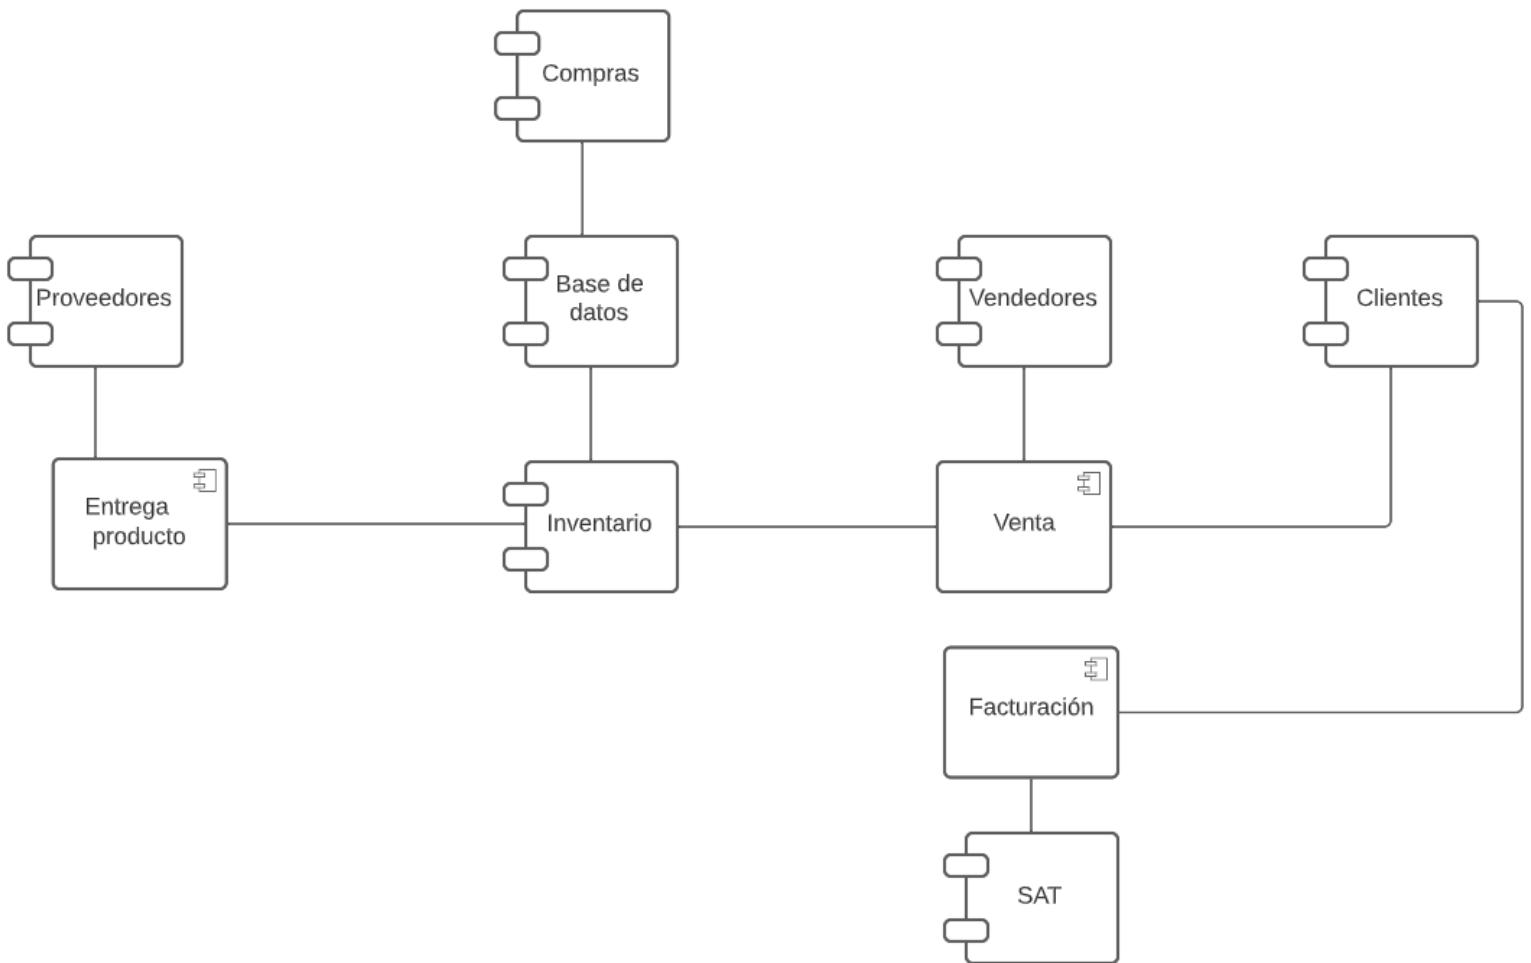 Compras
Proveedores
Base de
datos
Vendedores
Clientes
Entrega
producto
Inventario
Venta
Facturación
SAT